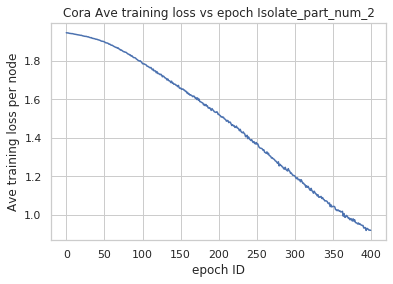 Cora Ave training loss vs epoch Isolate_part_num_2
Ave training loss per node
1.8
1.6
1.4
1.2
1.0
0 50 100 150 200 250 300 350 400
epoch ID